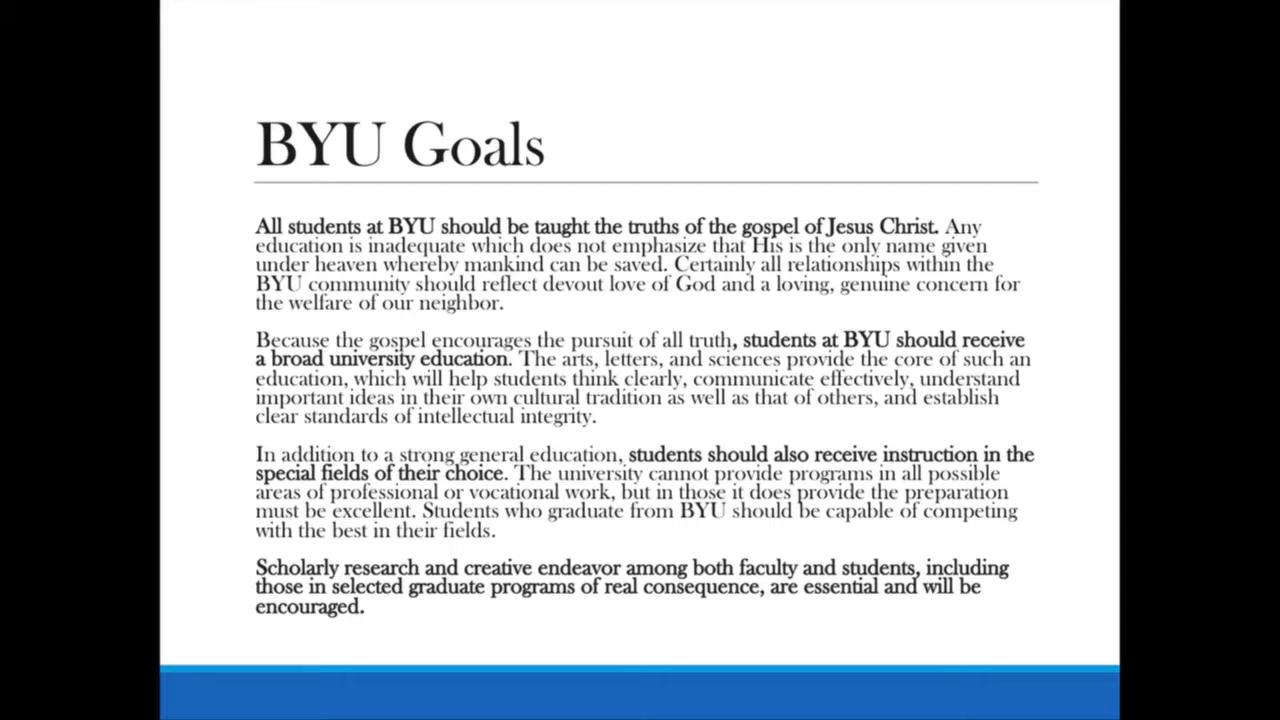 BYU Goals
All students at BYU should be taught the truths of the gospel of Jesus Christ. Any
education is inadequate which does not emphasize that His is the only name given
under heaven whereby mankind can be saved. Certainly all relationships within the
BYU community should reflect devout love of God and a loving, genuine concern for
the welfare of our neighbor.
Because the gospel encourages the pursuit of all truth, students at BYU should receive
a broad university education. The arts, letters, and sciences provide the core of such an
education, which will help students think clearly, communicate effectively, understand
important ideas in their own cultural tradition as well as that of others, and establish
clear standards of intellectual integrity.
In addition to a strong general education, students should also receive instruction in the
special fields of their choice. The university cannot provide programs in all possible
areas of professional or vocational work, but in those it does provide the preparation
must be excellent. Students who graduate from BYU should be capable of competing
with the best in their fields.
Scholarly research and creative endeavor among both faculty and students, including
those in selected graduate programs of real consequence, are essential and will be
encouraged.